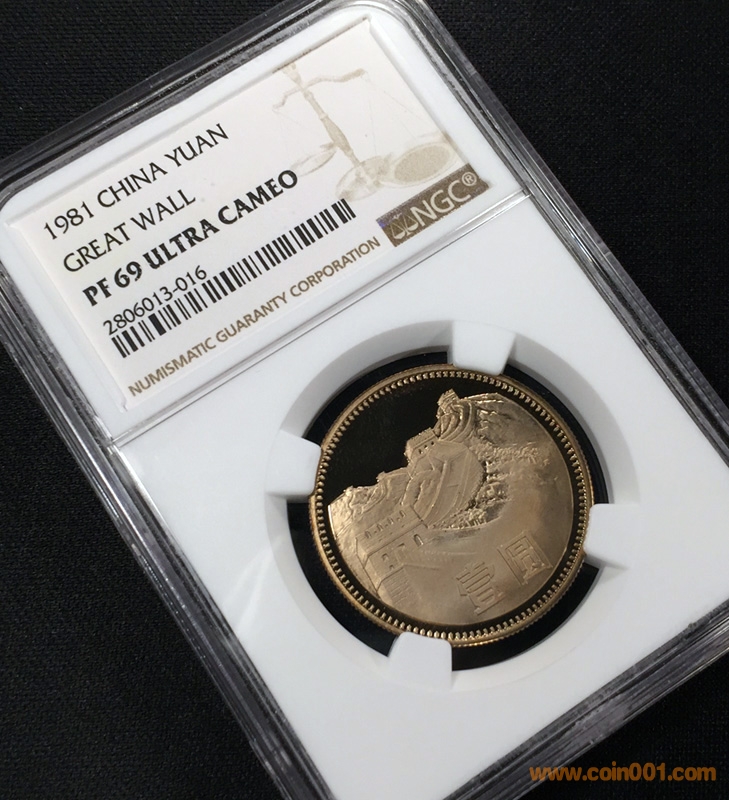 1981 CHINA YUAN
GREAT WALL
PF 69 ULTRA CAMEO
2806013-016
NGC®
NUMISMATIC GUARANTY CORPORATION
壹圆
www.coin001.com